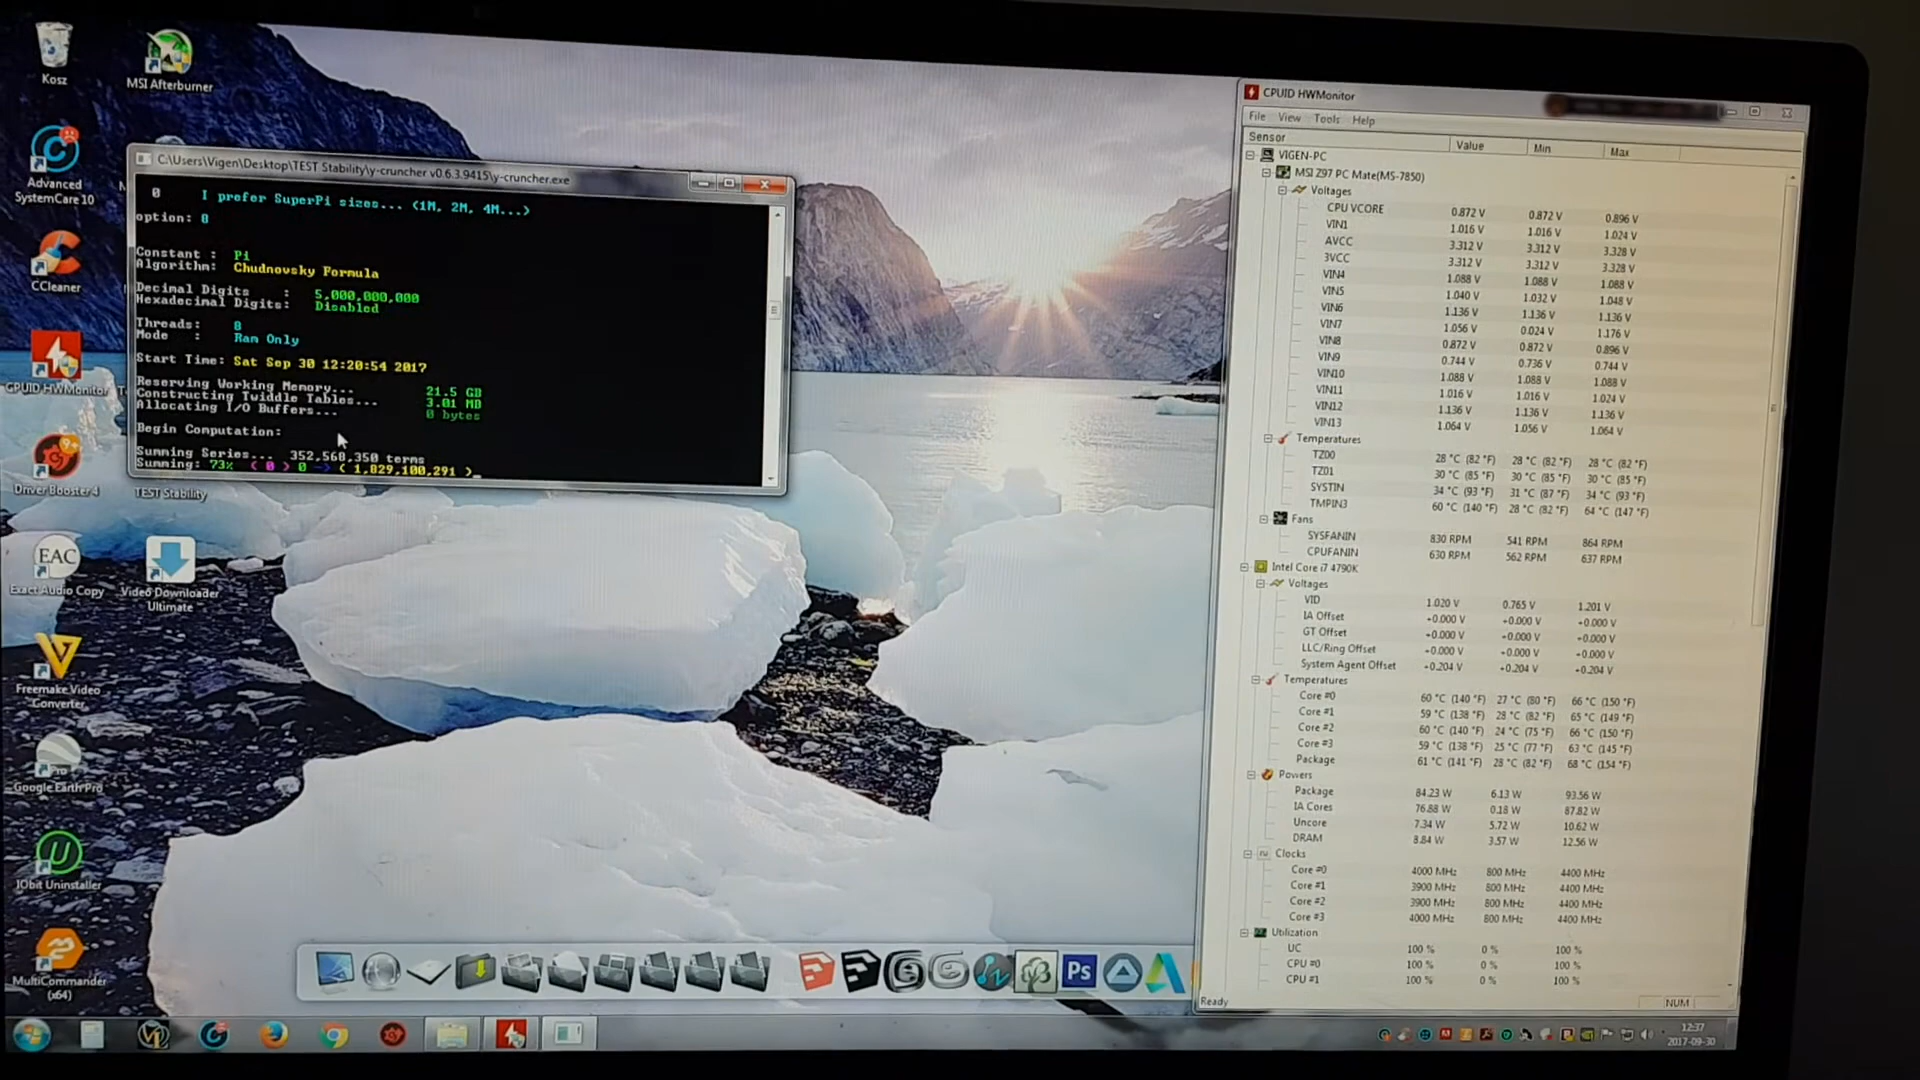 Kosz
MSI Afterburner
Advanced
SystemCare 10
CCleaner
CPUID HWMonitor
Driver Booster 4
TEST Stability
EAC
Exact Audio Copy
Video Downloader
Ultimate
Freemake Video
Converter
Pro
Google Earth Pro
IObit Uninstaller
MultiCommander
(x64)
C:\Users\Vigen\Desktop\TEST Stability\y-cruncher v0.6.3.9415\y-cruncher.exe
0 I prefer SuperPi sizes... (1M, 2M, 4M...)
option: 8
Constant : Pi
Algorithm: Chudnovsky Formula
Decimal Digits : 5,000,000,000
Hexadecimal Digits: Disabled
Threads: 8
Mode : Ram Only
Start Time: Sat Sep 30 12:20:54 2017
Reserving Working Memory... 21.5 GB
Constructing Twiddle Tables... 3.01 MB
Allocating I/O Buffers... 0 bytes
Begin Computation:
Summing Series... 352,568,350 terms
Summing: 73% ( 0 ) 0 -> ( 1,829,100,291 )_
CPUID HWMonitor
File View Tools Help
Sensor Value Min Max
VIGEN-PC
MSI Z97 PC Mate(MS-7850)
Voltages
CPU VCORE 0.872 V 0.872 V 0.896 V
VIN1 1.016 V 1.016 V 1.024 V
AVCC 3.312 V 3.312 V 3.328 V
3VCC 3.312 V 3.312 V 3.328 V
VIN4 1.088 V 1.088 V 1.088 V
VIN5 1.040 V 1.032 V 1.048 V
VIN6 1.136 V 1.136 V 1.136 V
VIN7 1.056 V 0.024 V 1.176 V
VIN8 0.872 V 0.872 V 0.896 V
VIN9 0.744 V 0.736 V 0.744 V
VIN10 1.088 V 1.088 V 1.088 V
VIN11 1.016 V 1.016 V 1.024 V
VIN12 1.136 V 1.136 V 1.136 V
VIN13 1.064 V 1.056 V 1.064 V
Temperatures
TZ00 28 °C (82 °F) 28 °C (82 °F) 28 °C (82 °F)
TZ01 30 °C (85 °F) 30 °C (85 °F) 30 °C (85 °F)
SYSTIN 34 °C (93 °F) 31 °C (87 °F) 34 °C (93 °F)
TMPIN3 60 °C (140 °F) 28 °C (82 °F) 64 °C (147 °F)
Fans
SYSFANIN 830 RPM 541 RPM 864 RPM
CPUFANIN 630 RPM 562 RPM 637 RPM
Intel Core i7 4790K
Voltages
VID 1.020 V 0.765 V 1.201 V
IA Offset +0.000 V +0.000 V +0.000 V
GT Offset +0.000 V +0.000 V +0.000 V
LLC/Ring Offset +0.000 V +0.000 V +0.000 V
System Agent Offset +0.204 V +0.204 V +0.204 V
Temperatures
Core #0 60 °C (140 °F) 27 °C (80 °F) 66 °C (150 °F)
Core #1 59 °C (138 °F) 28 °C (82 °F) 65 °C (149 °F)
Core #2 60 °C (140 °F) 24 °C (75 °F) 66 °C (150 °F)
Core #3 59 °C (138 °F) 25 °C (77 °F) 63 °C (145 °F)
Package 61 °C (141 °F) 28 °C (82 °F) 68 °C (154 °F)
Powers
Package 84.23 W 6.13 W 93.56 W
IA Cores 76.88 W 0.18 W 87.82 W
Uncore 7.34 W 5.72 W 10.62 W
DRAM 8.84 W 3.57 W 12.56 W
Clocks
Core #0 4000 MHz 800 MHz 4400 MHz
Core #1 3900 MHz 800 MHz 4400 MHz
Core #2 3900 MHz 800 MHz 4400 MHz
Core #3 4000 MHz 800 MHz 4400 MHz
Utilization
UC 100 % 0 % 100 %
CPU #0 100 % 0 % 100 %
CPU #1 100 % 0 % 100 %
Ready NUM
Ps
12:37
2017-09-30